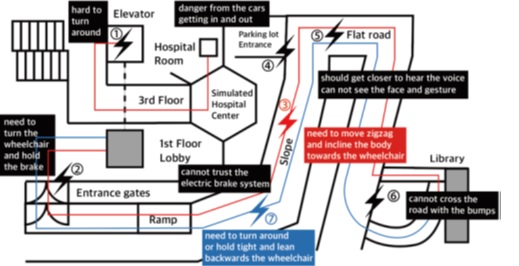 hard to
turn
around
Elevator
①
danger from the cars
getting in and out
Hospital
Room
Parking lot
Entrance
④
⑤
Flat road
should get closer to hear the voice
can not see the face and gesture
3rd Floor
Simulated
Hospital
Center
③
need to
turn the
wheelchair
and hold
the brake
1st Floor
Lobby
need to move zigzag
and incline the body
towards the wheelchair
Slope
②
cannot trust the
electric brake system
Library
Entrance gates
⑥
cannot cross the
road with the bumps
Ramp
⑦
need to turn around
or hold tight and lean
backwards the wheelchair